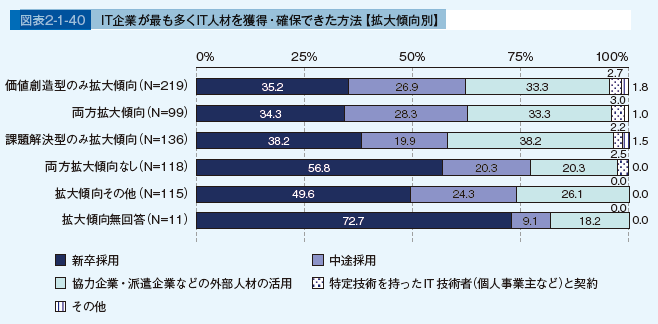 図表2-1-40 IT企業が最も多くIT人材を獲得・確保できた方法【拡大傾向別】
0% 25% 50% 75% 100%
2.7
価値創造型のみ拡大傾向(N=219) 35.2 26.9 33.3 1.8
3.0
両方拡大傾向(N=99) 34.3 28.3 33.3 1.0
2.2
課題解決型のみ拡大傾向(N=136) 38.2 19.9 38.2 1.5
2.5
両方拡大傾向なし(N=118) 56.8 20.3 20.3 0.0
0.0
拡大傾向その他(N=115) 49.6 24.3 26.1 0.0
0.0
拡大傾向無回答(N=11) 72.7 9.1 18.2 0.0
新卒採用 中途採用
協力企業・派遣企業などの外部人材の活用 特定技術を持ったIT技術者(個人事業主など)と契約
その他